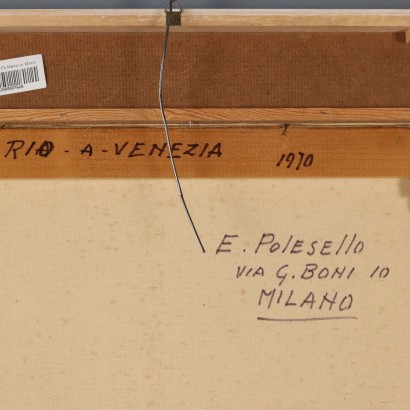 RIO - A - VENEZIA
1970
E. Polesello
VIA G. BONI 10
MILANO